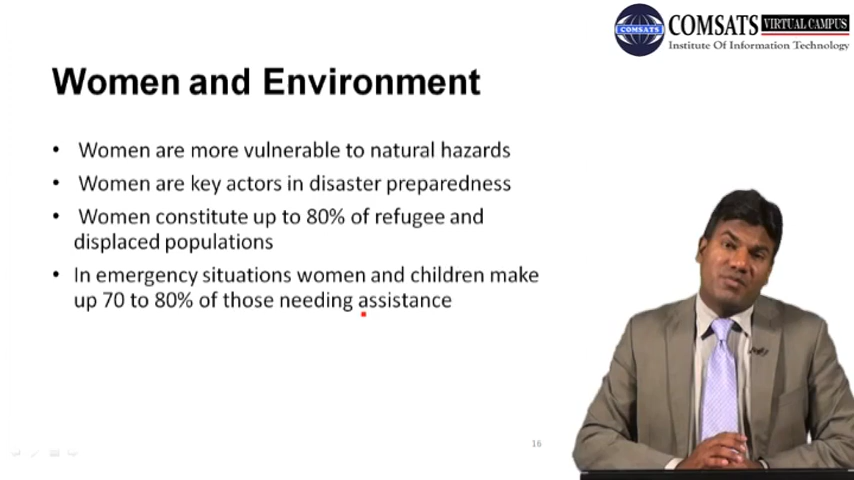 COMSATS VIRTUAL CAMPUS
COMSATS
Institute Of Information Technology
Women and Environment
• Women are more vulnerable to natural hazards
• Women are key actors in disaster preparedness
• Women constitute up to 80% of refugee and
displaced populations
• In emergency situations women and children make
up 70 to 80% of those needing assistance
16